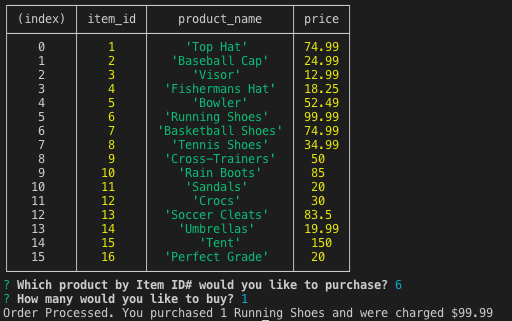 (index) item_id product_name price
0 1 'Top Hat' 74.99
1 2 'Baseball Cap' 24.99
2 3 'Visor' 12.99
3 4 'Fishermans Hat' 18.25
4 5 'Bowler' 52.49
5 6 'Running Shoes' 99.99
6 7 'Basketball Shoes' 74.99
7 8 'Tennis Shoes' 34.99
8 9 'Cross-Trainers' 50
9 10 'Rain Boots' 85
10 11 'Sandals' 20
11 12 'Crocs' 30
12 13 'Soccer Cleats' 83.5
13 14 'Umbrellas' 19.99
14 15 'Tent' 150
15 16 'Perfect Grade' 20
? Which product by Item ID# would you like to purchase? 6
? How many would you like to buy? 1
Order Processed. You purchased 1 Running Shoes and were charged $99.99